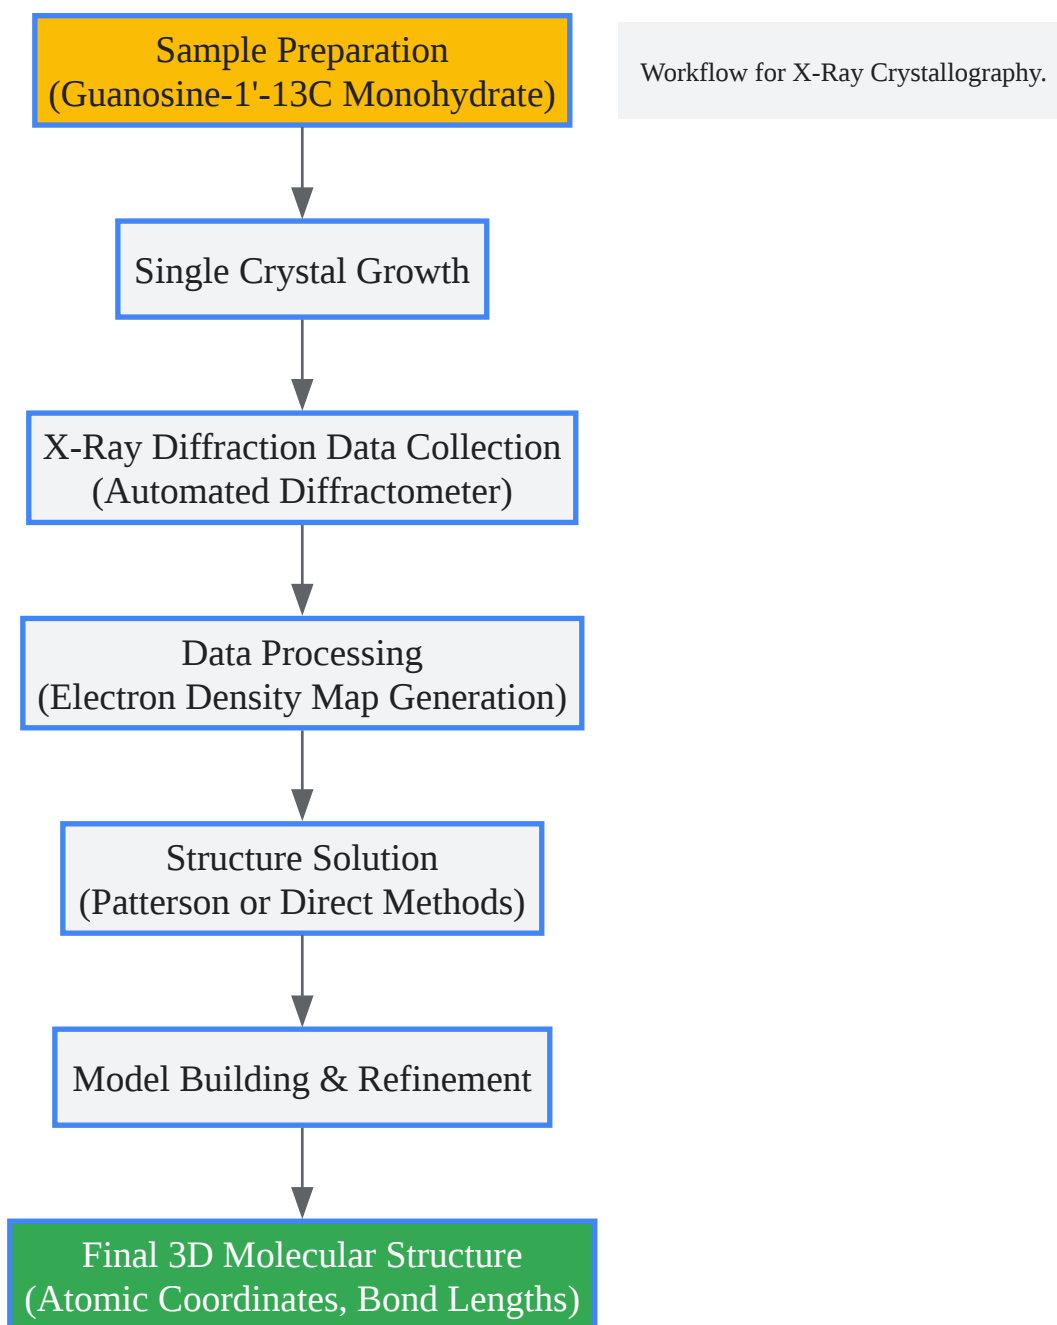 Sample Preparation
(Guanosine-1'-13C Monohydrate)
Workflow for X-Ray Crystallography.
Single Crystal Growth
X-Ray Diffraction Data Collection
(Automated Diffractometer)
Data Processing
(Electron Density Map Generation)
Structure Solution
(Patterson or Direct Methods)
Model Building & Refinement
Final 3D Molecular Structure
(Atomic Coordinates, Bond Lengths)